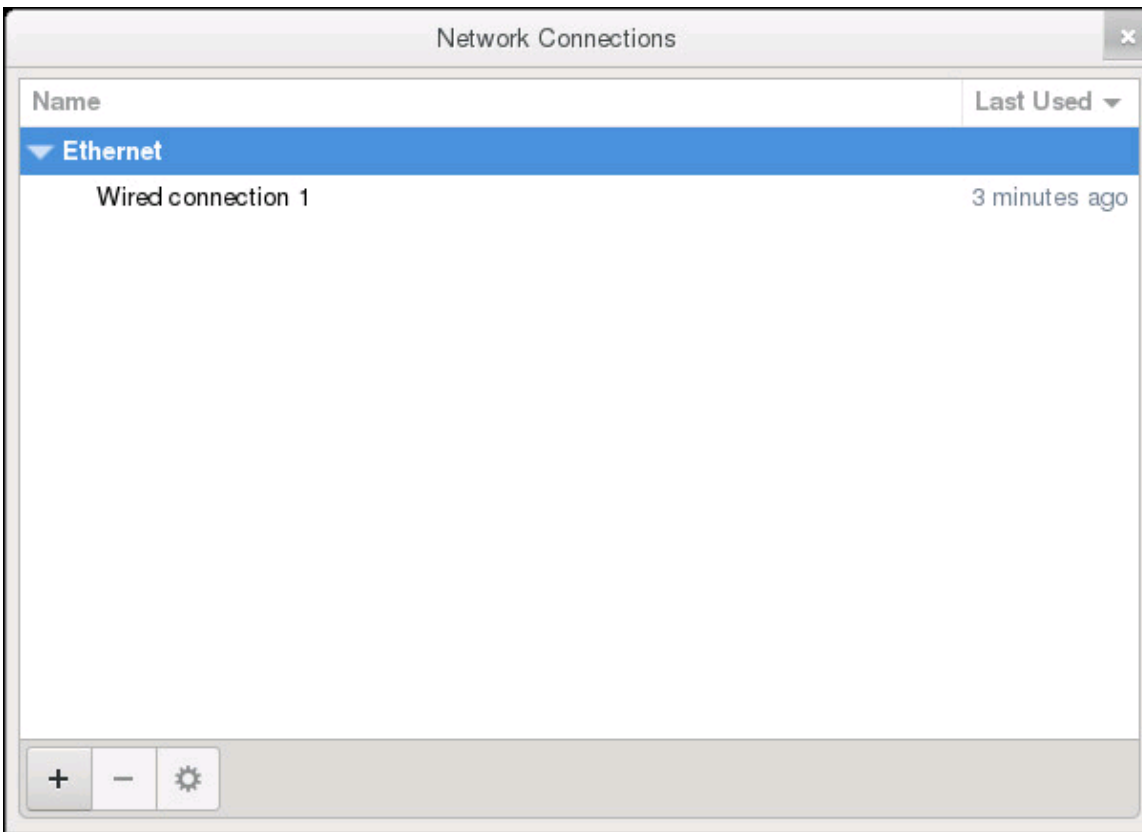 Network Connections
Name Last Used
Ethernet
Wired connection 1 3 minutes ago